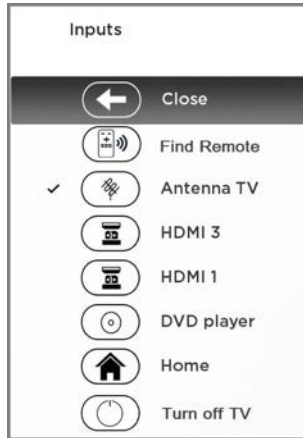 Inputs
Close
Find Remote
Antenna TV
HDMI 3
HDMI 1
DVD player
Home
Turn off TV